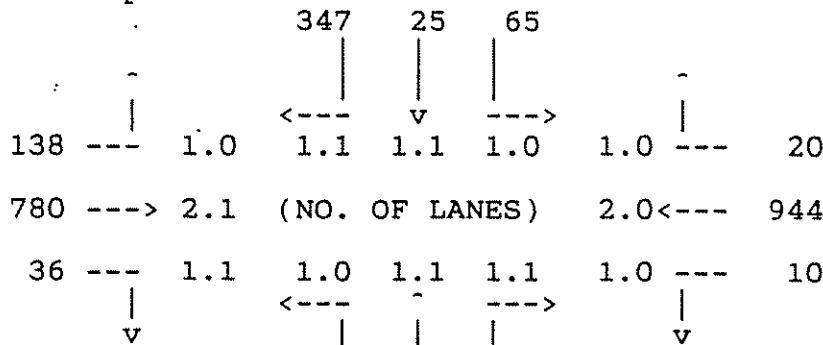 347 25 65
<--- v --->
138 --- 1.0 1.1 1.1 1.0 1.0 --- 20
780 ---> 2.1 (NO. OF LANES) 2.0<--- 944
36 --- 1.1 1.0 1.1 1.1 1.0 --- 10
<--- ^ --->
v v